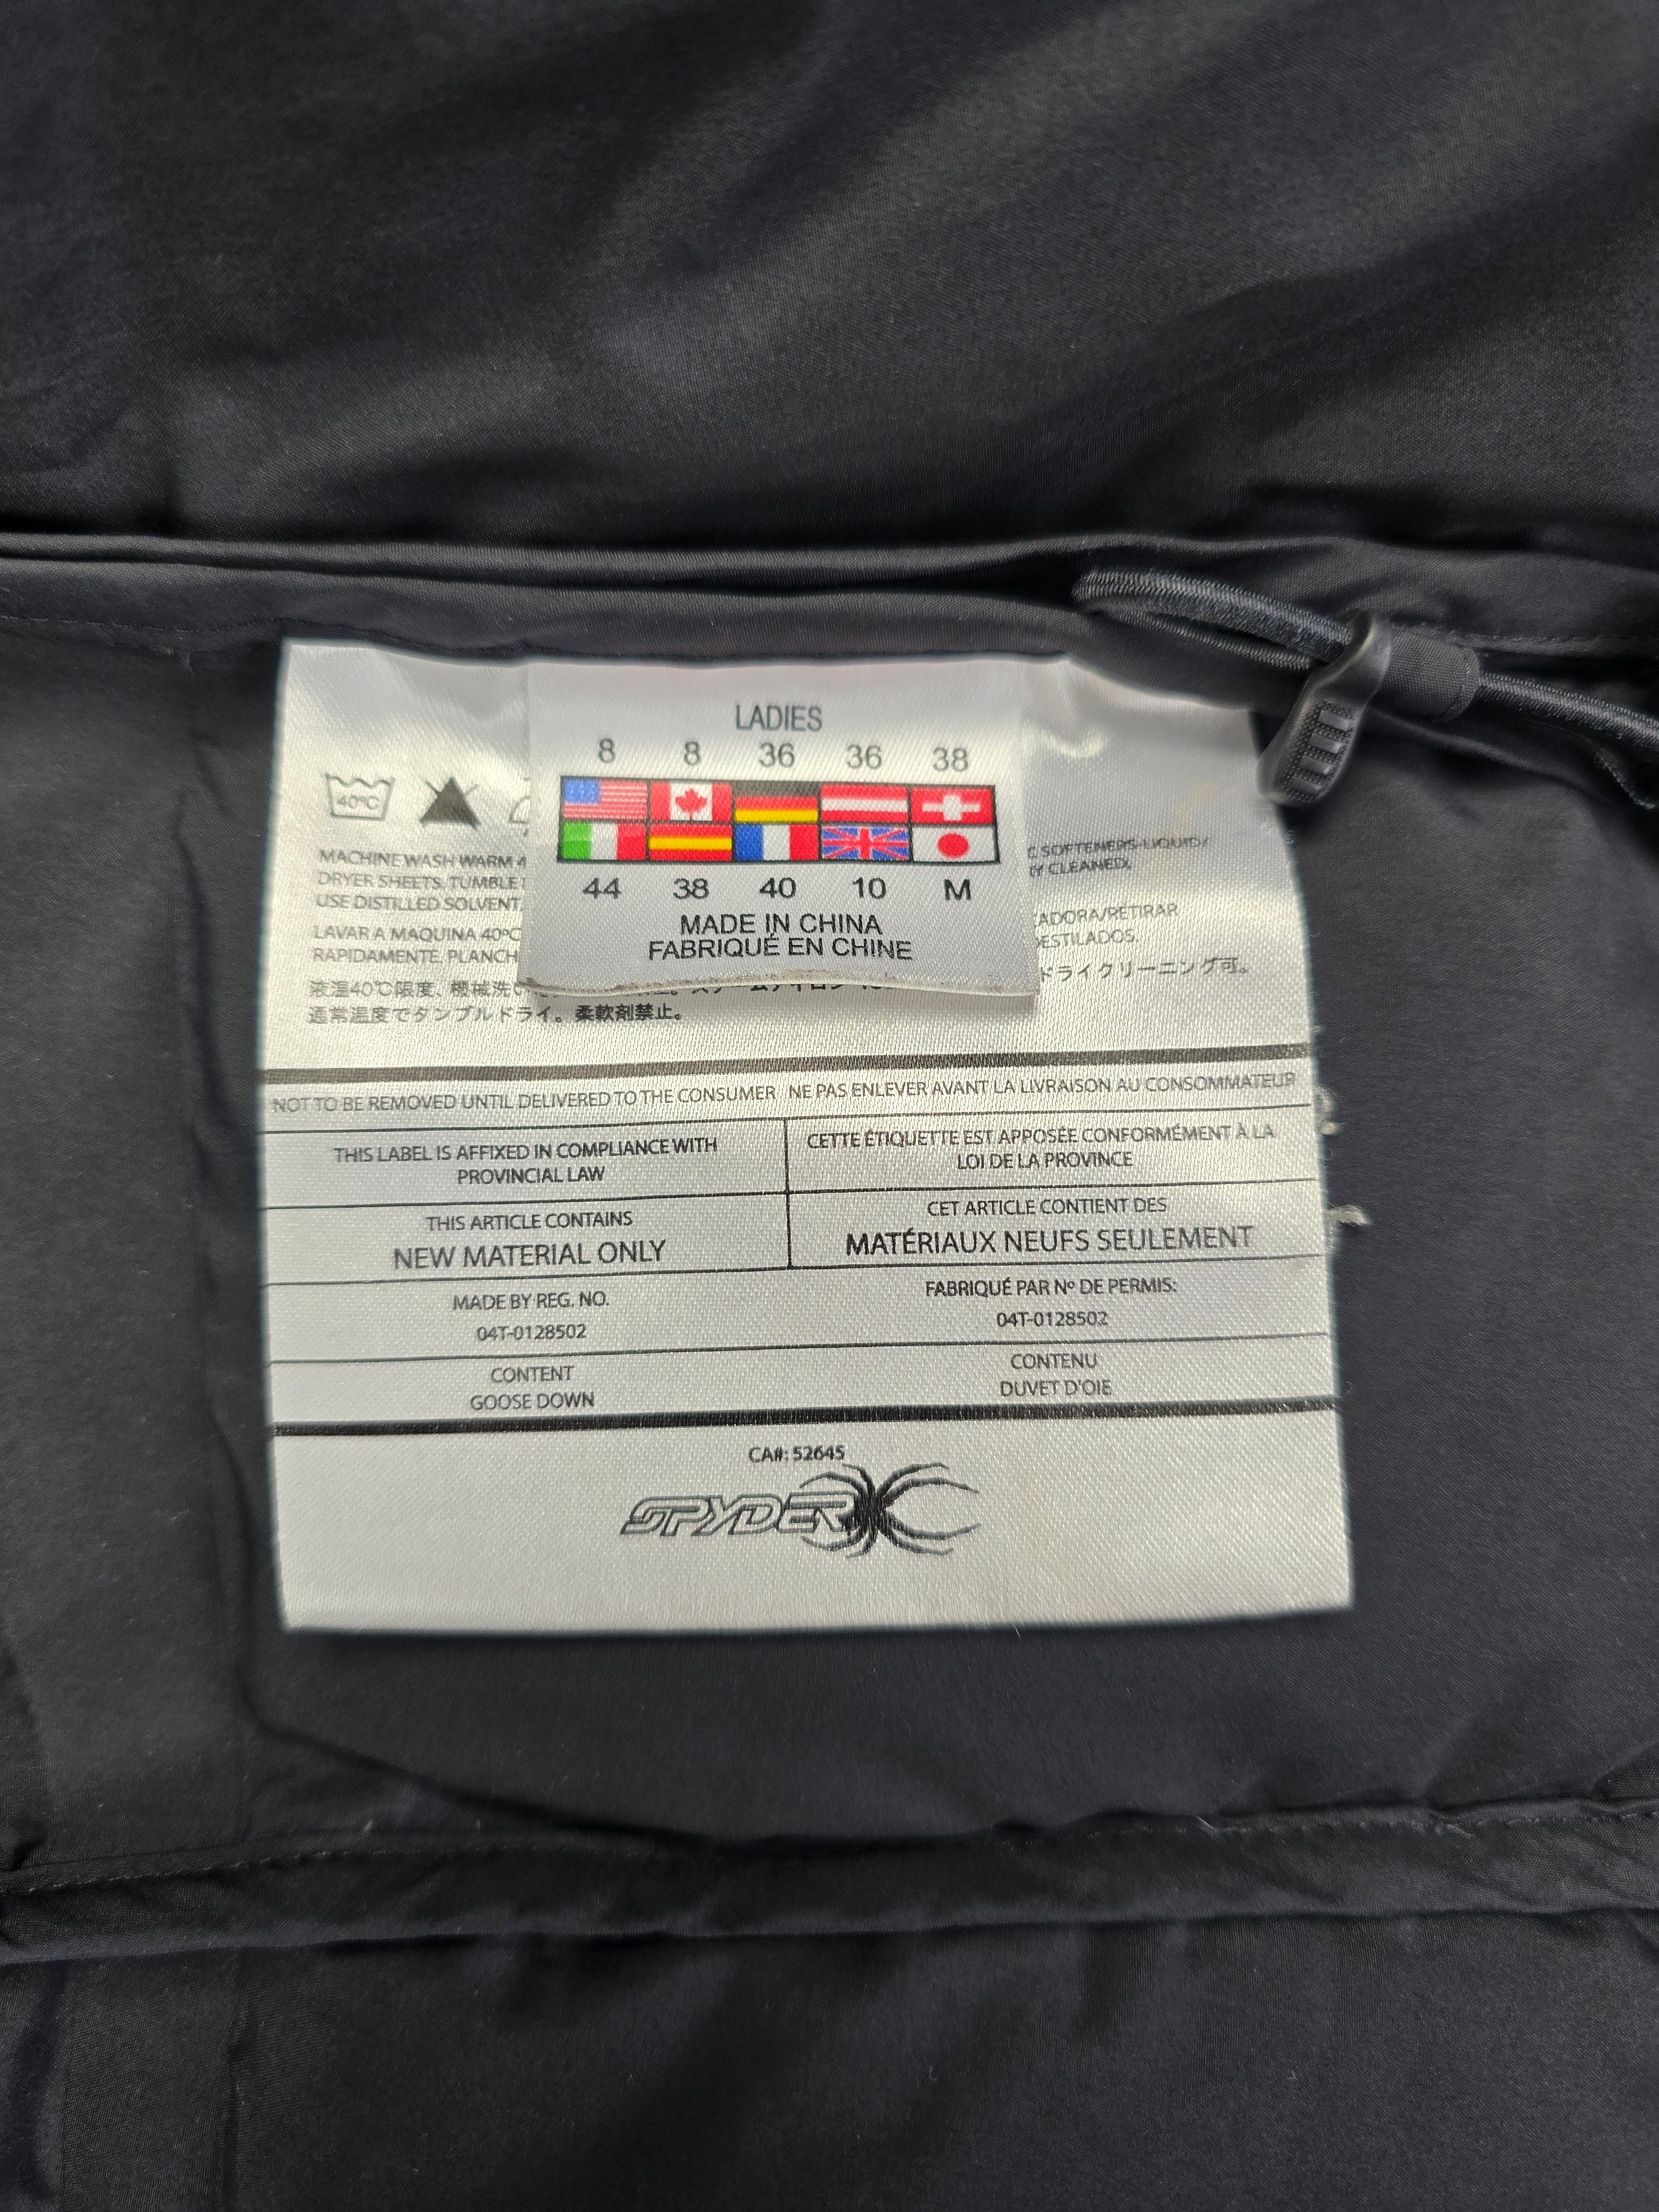 LADIES
8 8 36 36 38
44 38 40 10 M
MADE IN CHINA
FABRIQUÉ EN CHINE
40°C
MACHINE WASH WARM
DRYER SHEETS. TUMBLE
USE DISTILLED SOLVENT.
SOFTENERS-LIQUID/
CLEANED.
LAVAR A MAQUINA 40ºC
RAPIDAMENTE. PLANCH
ADORA/RETIRAR
DESTILADOS.
液温40℃限度、機械洗い
ドライクリーニング可。
通常温度でタンブルドライ。柔軟剤禁止。
NOT TO BE REMOVED UNTIL DELIVERED TO THE CONSUMER NE PAS ENLEVER AVANT LA LIVRAISON AU CONSOMMATEUR
THIS LABEL IS AFFIXED IN COMPLIANCE WITH
PROVINCIAL LAW
CETTE ÉTIQUETTE EST APPOSÉE CONFORMÉMENT À LA
LOI DE LA PROVINCE
THIS ARTICLE CONTAINS
NEW MATERIAL ONLY
CET ARTICLE CONTIENT DES
MATÉRIAUX NEUFS SEULEMENT
MADE BY REG. NO.
04T-0128502
FABRIQUÉ PAR Nº DE PERMIS:
04T-0128502
CONTENT
GOOSE DOWN
CONTENU
DUVET D'OIE
CA#: 52645
SPYDER